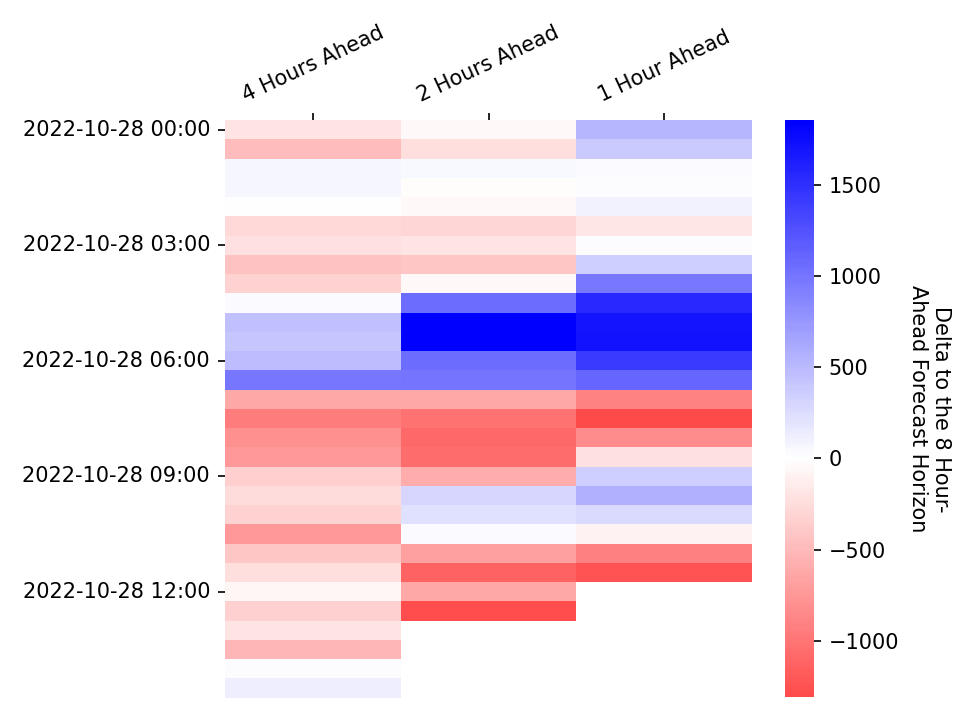 4 Hours Ahead
2 Hours Ahead
1 Hour Ahead
2022-10-28 00:00
2022-10-28 03:00
2022-10-28 06:00
2022-10-28 09:00
2022-10-28 12:00
1500
1000
500
0
−500
−1000
Delta to the 8 Hour-
Ahead Forecast Horizon